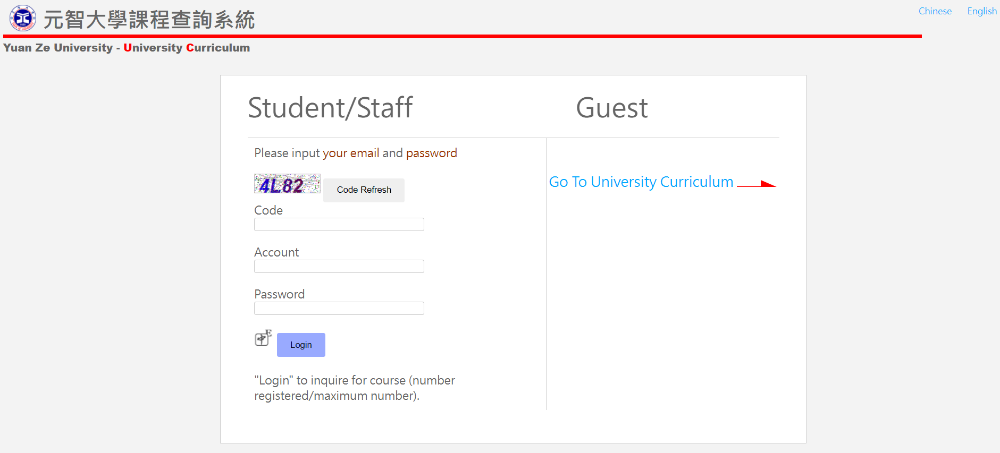 元智大學課程查詢系統
Chinese English
Yuan Ze University - University Curriculum
Student/Staff
Guest
Please input your email and password
4L82
Code Refresh
Go To University Curriculum
Code
Account
Password
E
Login
"Login" to inquire for course (number
registered/maximum number).